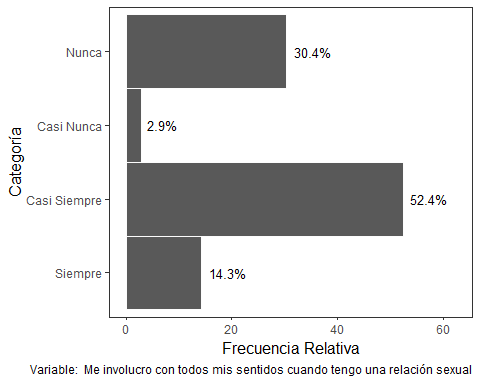 Nunca
30.4%
Casi Nunca
2.9%
Categoría
Casi Siempre
52.4%
Siempre
14.3%
0 20 40 60
Frecuencia Relativa
Variable: Me involucro con todos mis sentidos cuando tengo una relación sexual